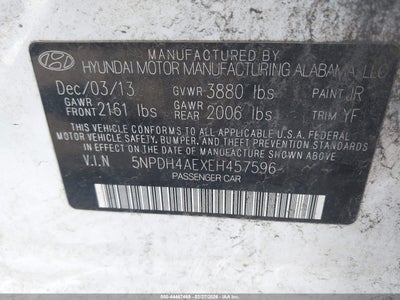 MANUFACTURED BY
HYUNDAI MOTOR MANUFACTURING ALABAMA, LLC
Dec/03/13 GVWR 3880 lbs PAINT JR
GAWR FRONT 2161 lbs GAWR REAR 2006 lbs TRIM YF
THIS VEHICLE CONFORMS TO ALL APPLICABLE U.S. FEDERAL
MOTOR VEHICLE SAFETY, BUMPER, AND THEFT PREVENTION
STANDARDS IN EFFECT ON THE DATE OF MANUFACTURE SHOWN ABOVE.
V.I.N 5NPDH4AEXEH457596
PASSENGER CAR